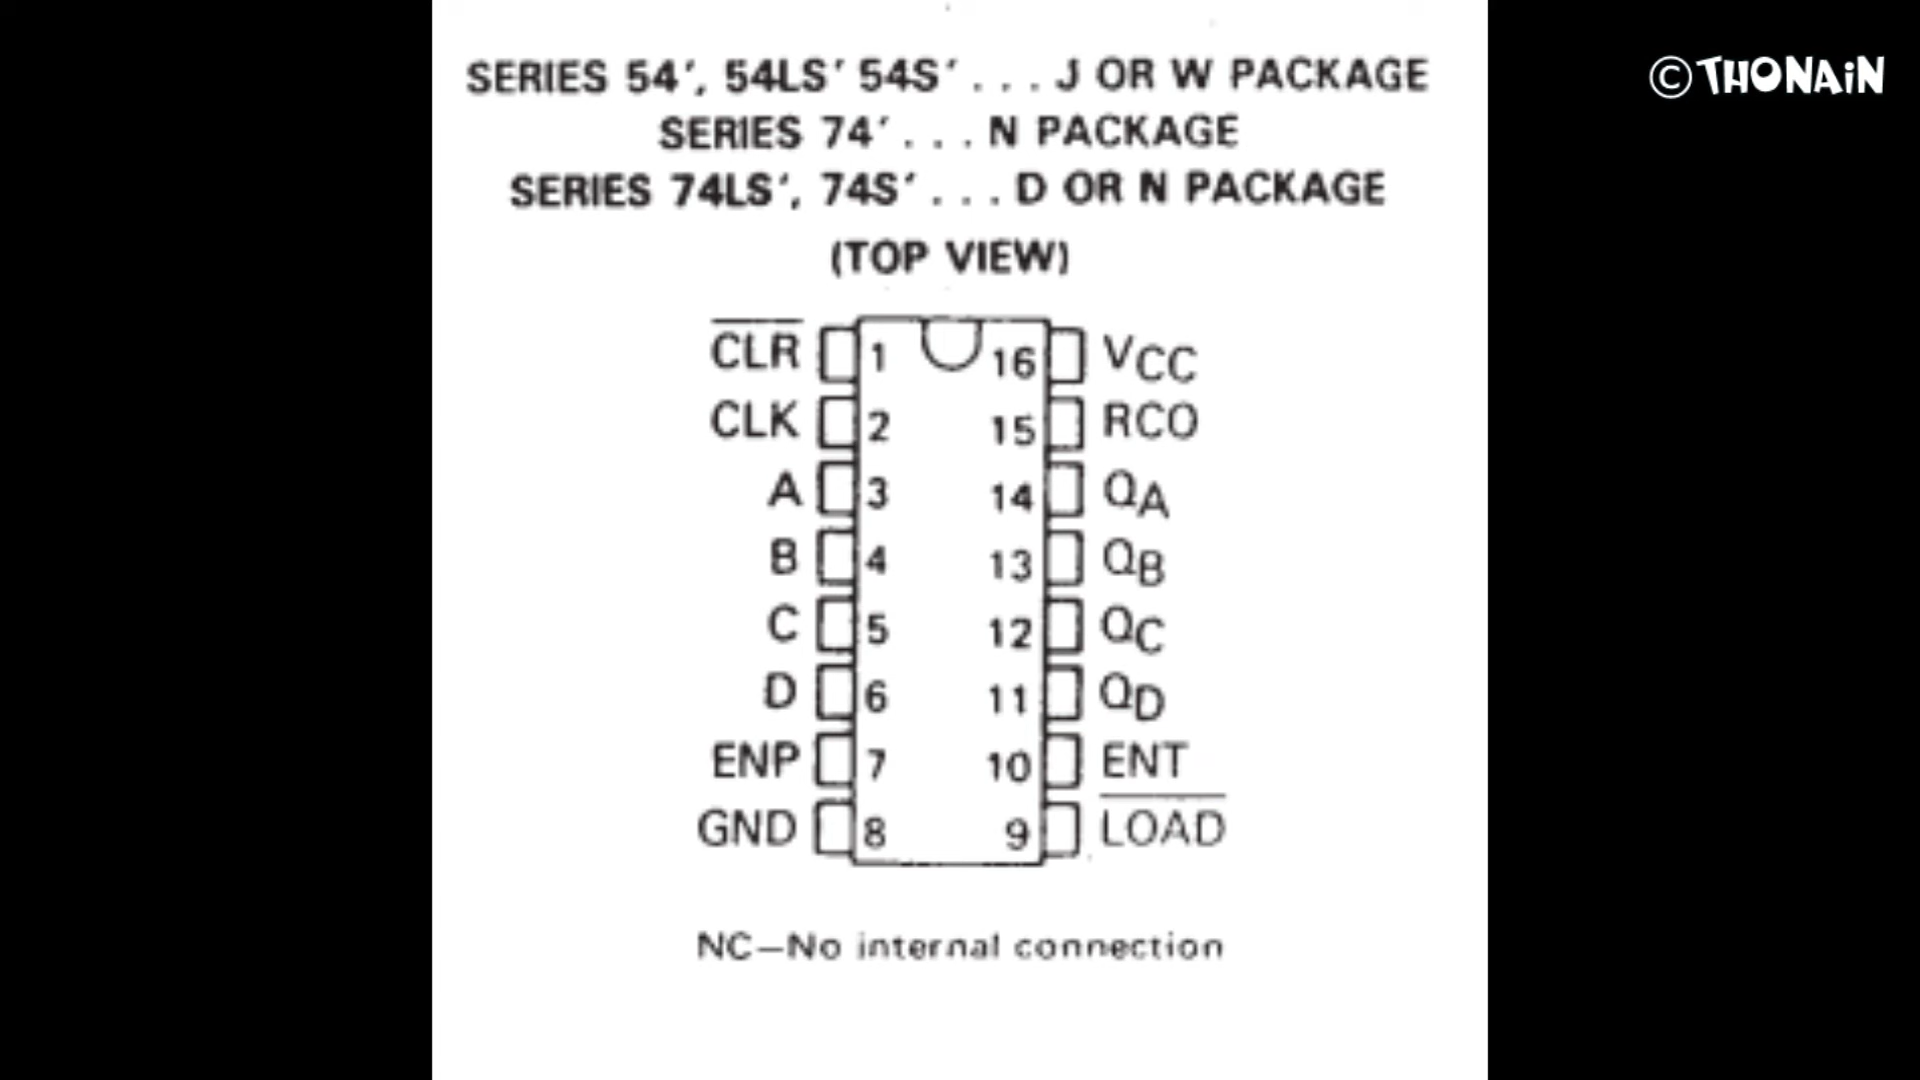 SERIES 54', 54LS' 54S' . . . J OR W PACKAGE
SERIES 74' . . . N PACKAGE
SERIES 74LS', 74S' . . . D OR N PACKAGE
(TOP VIEW)
©THONAiN
CLR 1 16 VCC
CLK 2 15 RCO
A 3 14 QA
B 4 13 QB
C 5 12 QC
D 6 11 QD
ENP 7 10 ENT
GND 8 9 LOAD
NC—No internal connection